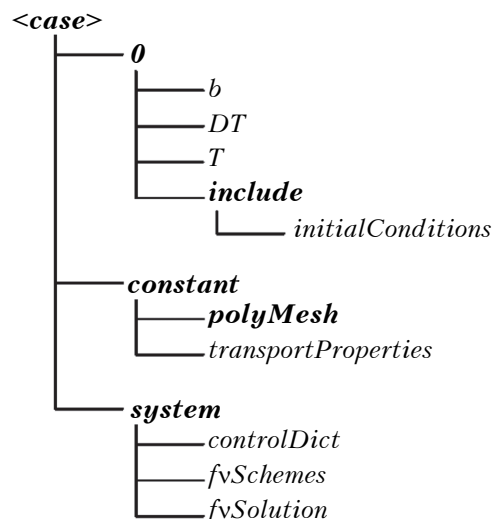 <case>
0
b
DT
T
include
initialConditions
constant
polyMesh
transportProperties
system
controlDict
fvSchemes
fvSolution